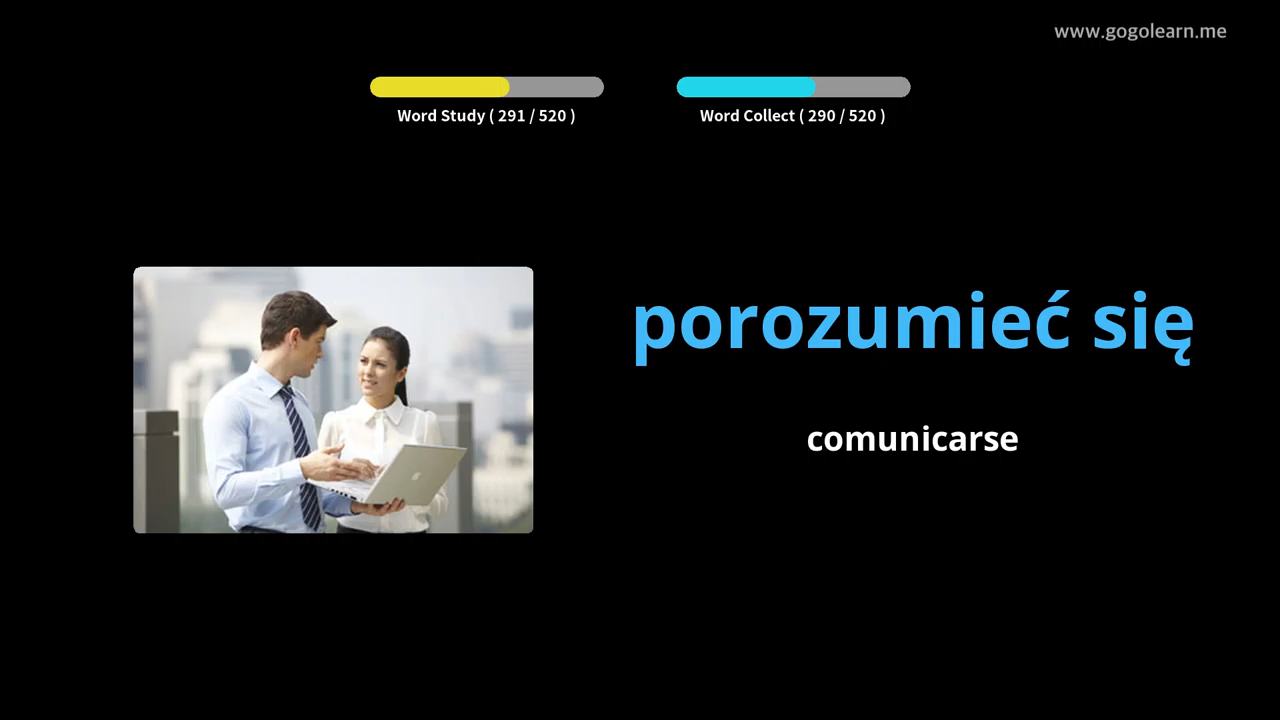 www.gogolearn.me
Word Study ( 291 / 520 )
Word Collect ( 290 / 520 )
porozumieć się
comunicarse